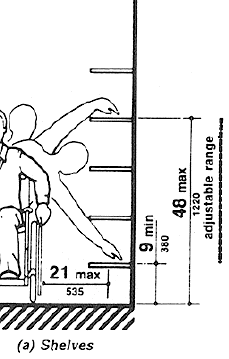 48 max
1220
adjustable range
9 min
380
21 max
535
(a) Shelves